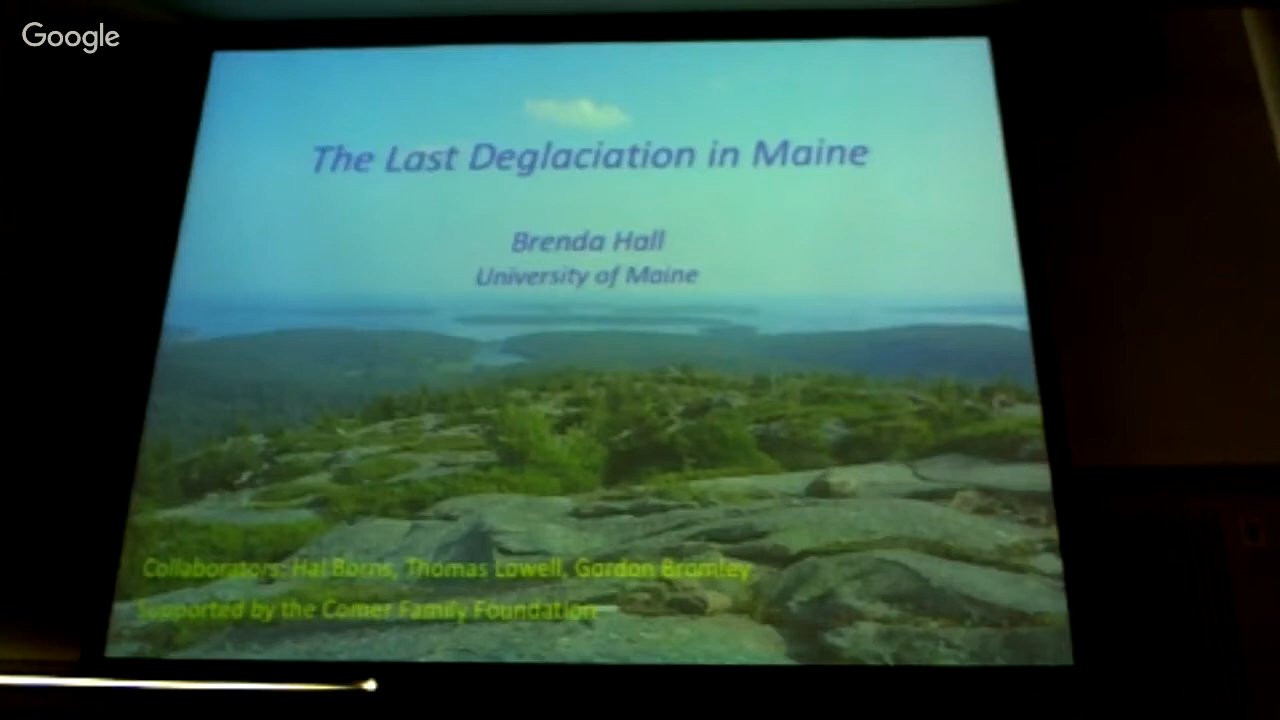 Google
The Last Deglaciation in Maine
Brenda Hall
University of Maine
Collaborators: Hal Borns, Thomas Lowell, Gordon Bromley
Supported by the Comer Family Foundation